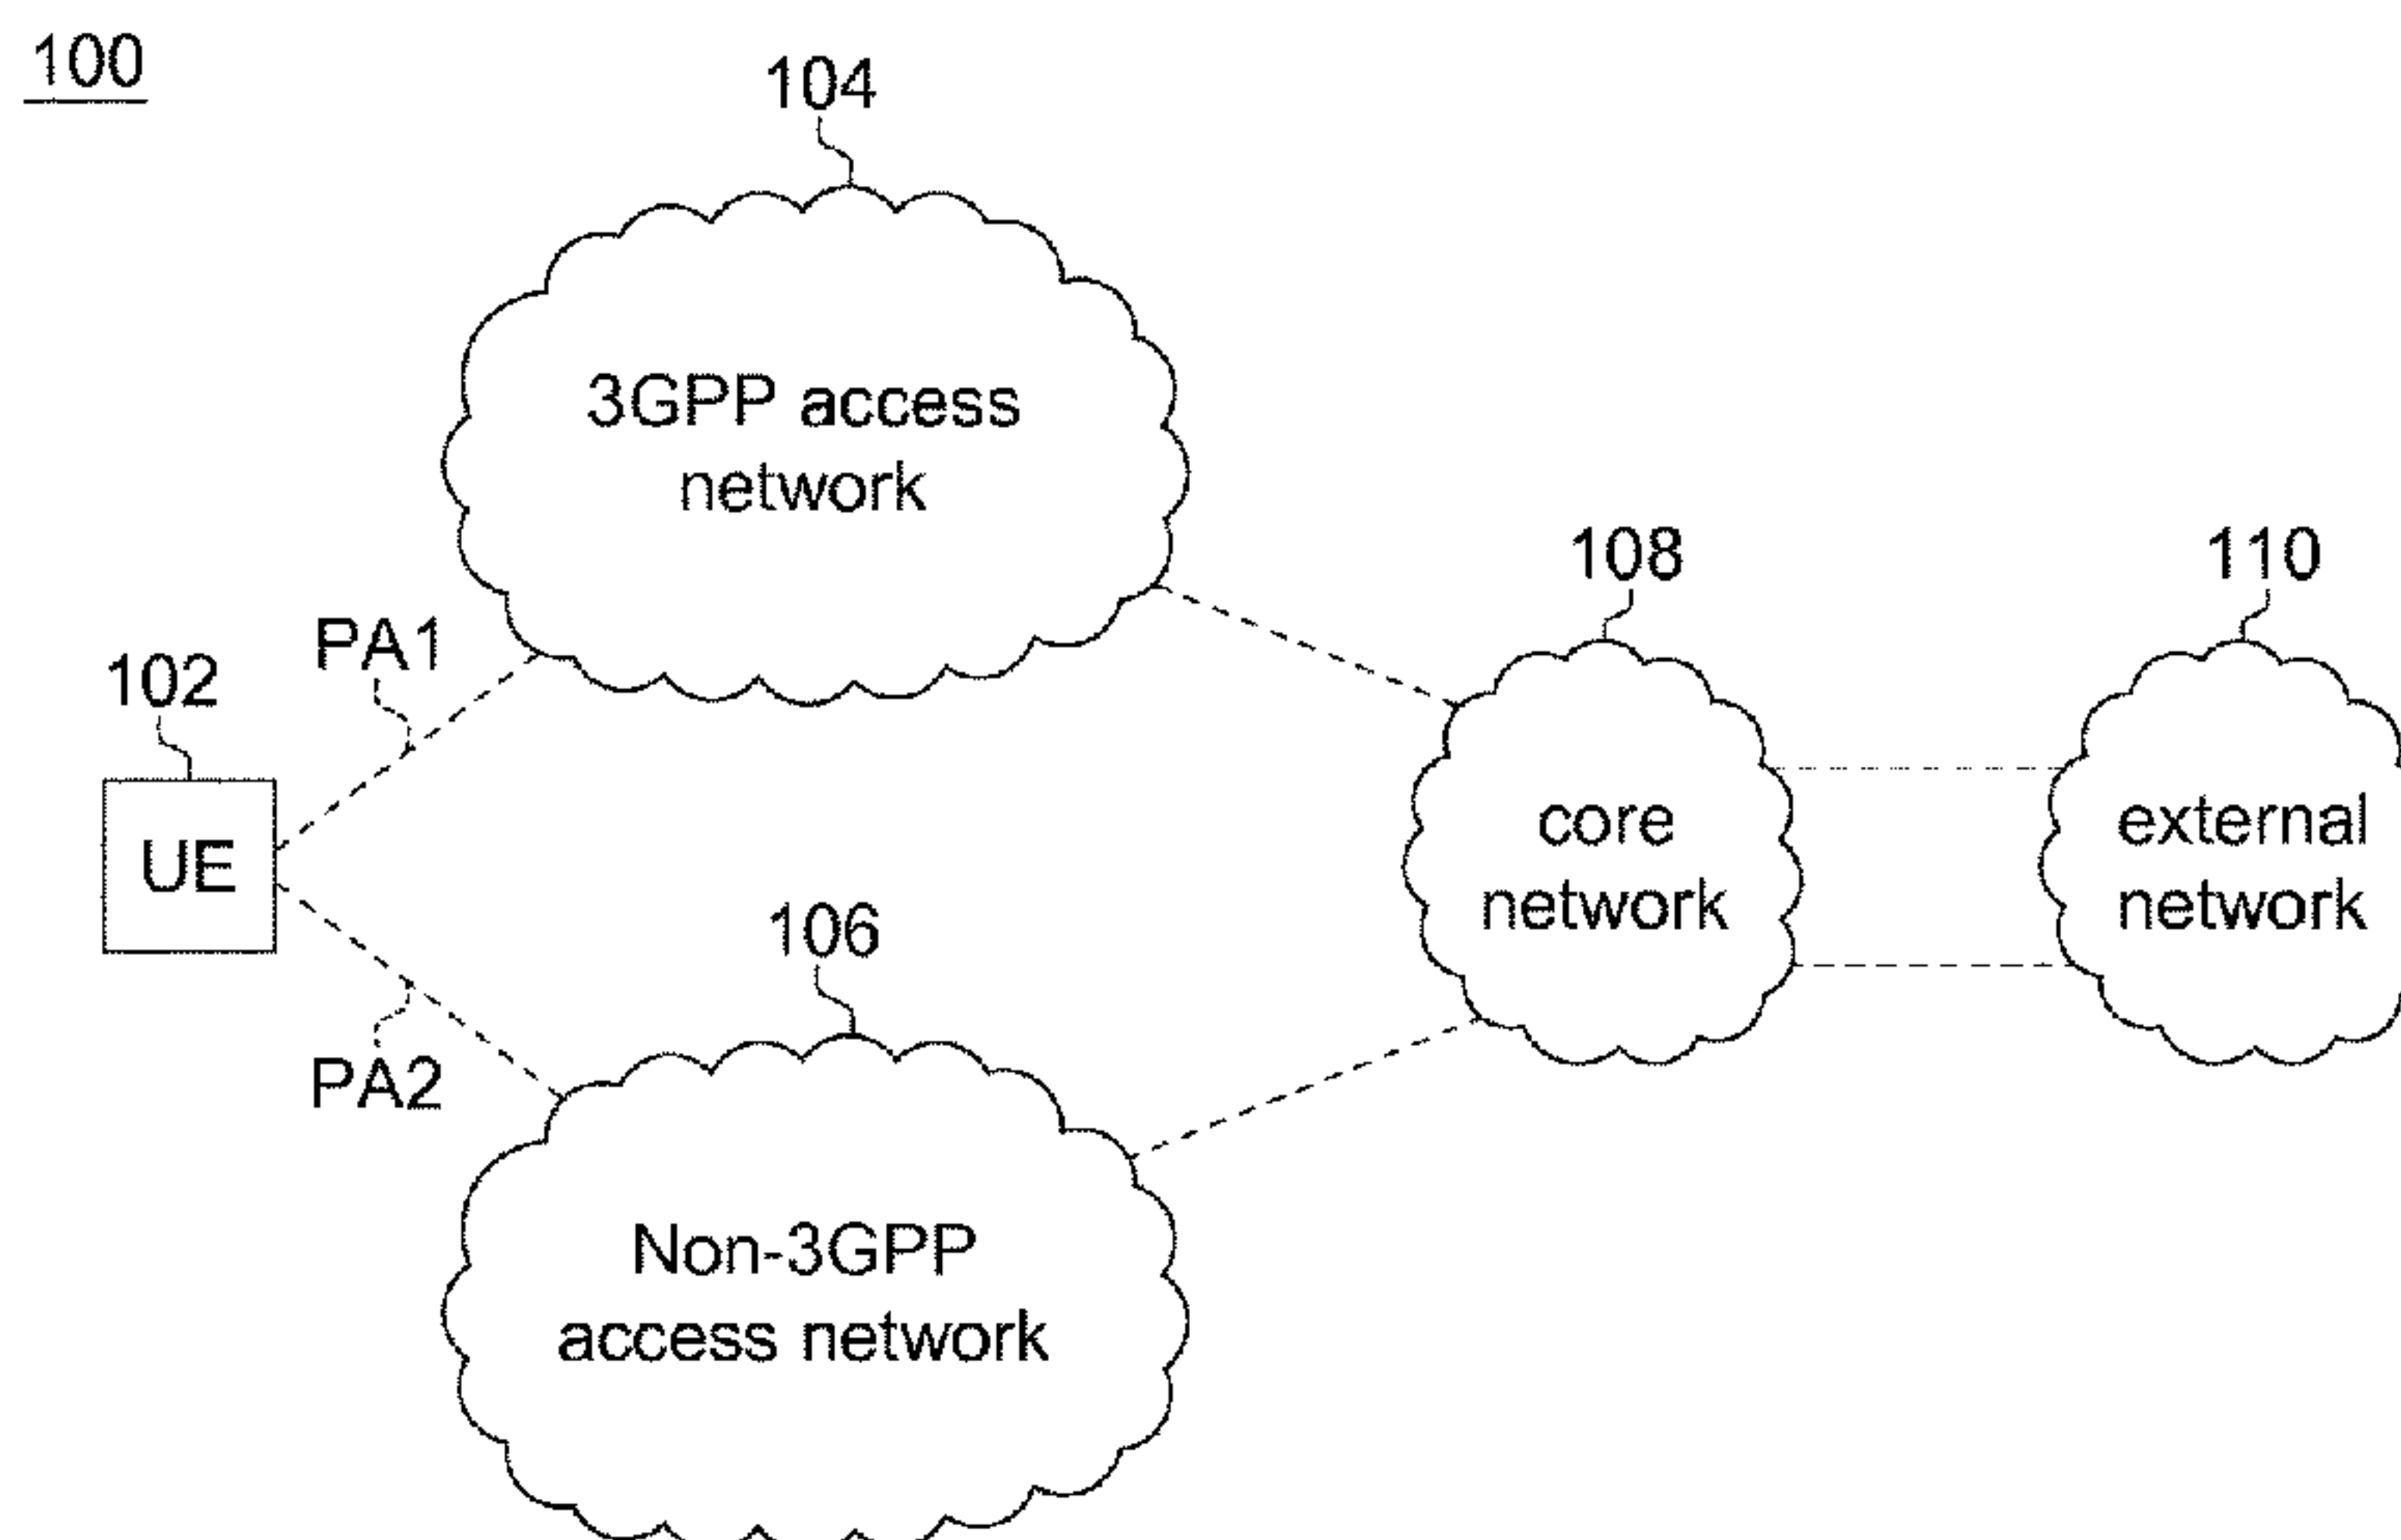 100
104
3GPP access
network
108
110
PA1
102
UE
core
network
external
network
106
PA2
Non-3GPP
access network